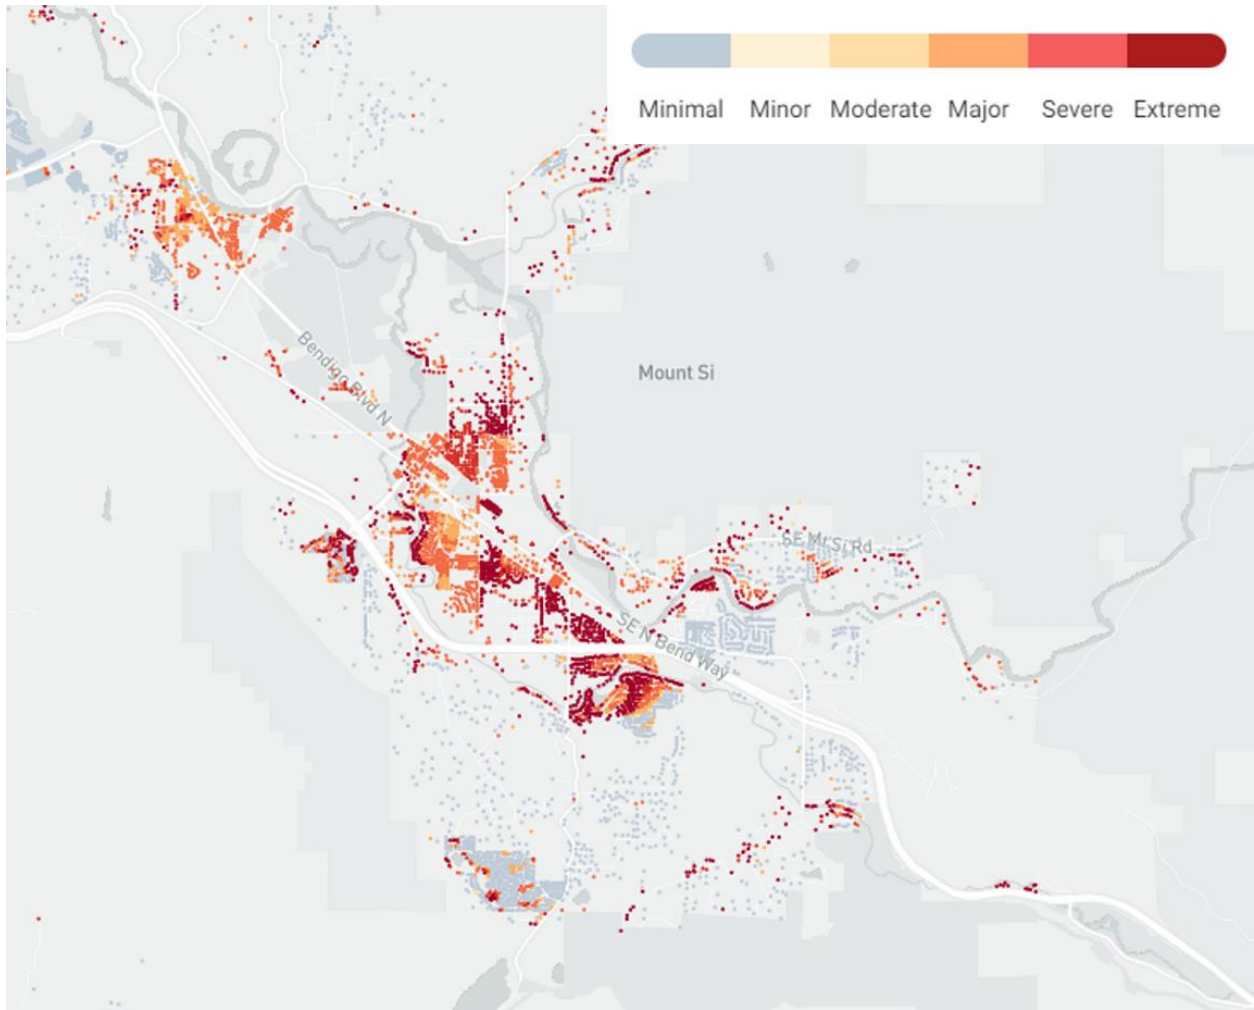 Minimal Minor Moderate Major Severe Extreme
Bendigo Blvd N
Mount Si
SE Mt Si Rd
SE N Bend Way